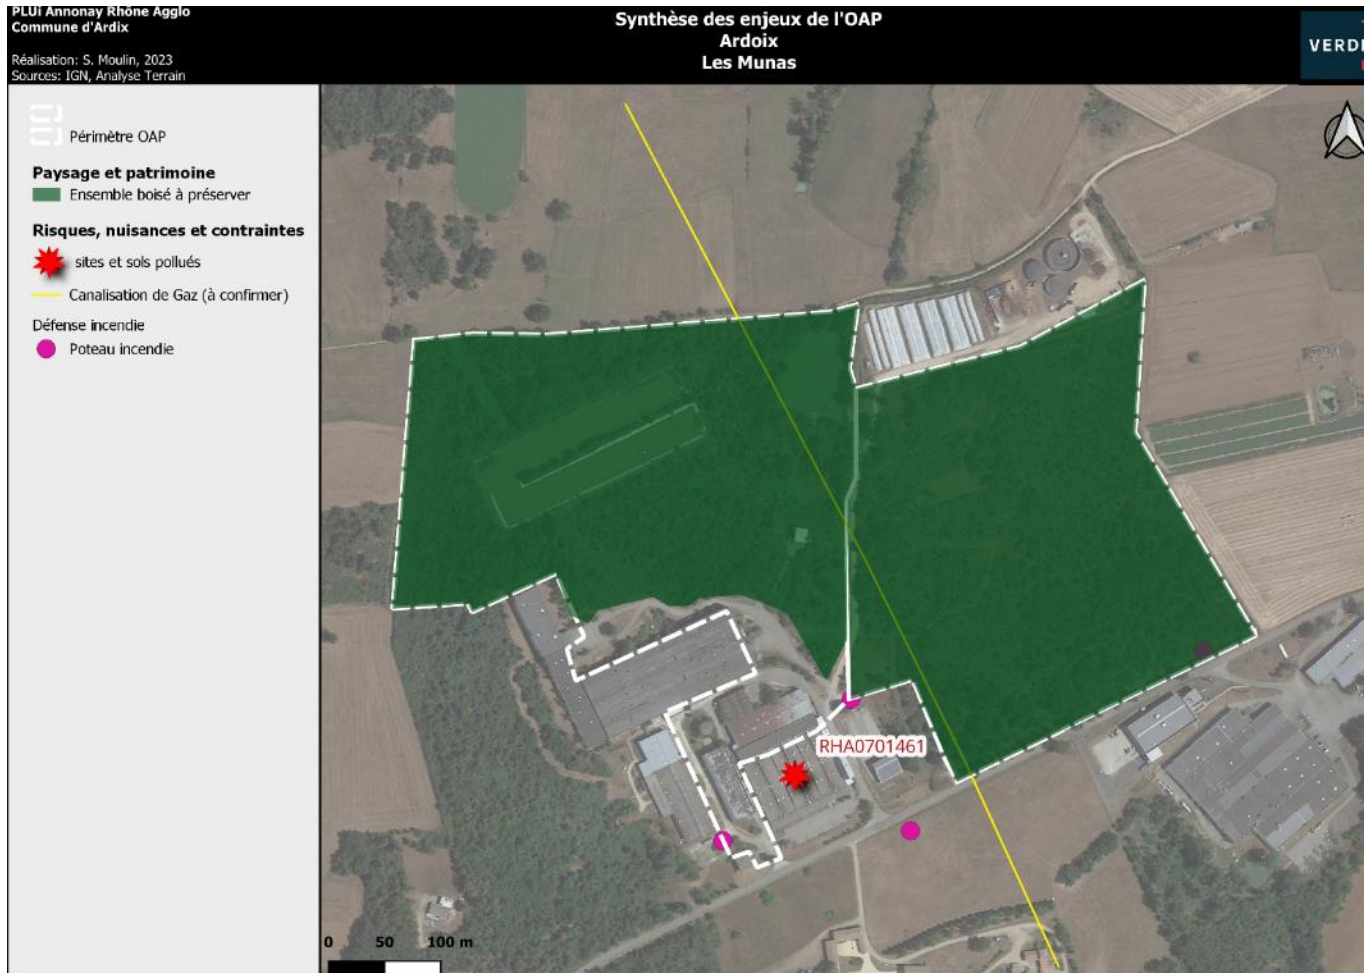 PLUi Annonay Rhône Agglo
Commune d'Ardix
Réalisation: S. Moulin, 2023
Sources: IGN, Analyse Terrain
Synthèse des enjeux de l'OAP
Ardoix
Les Munas
VERDI
Périmètre OAP
Paysage et patrimoine
Ensemble boisé à préserver
Risques, nuisances et contraintes
sites et sols pollués
Canalisation de Gaz (à confirmer)
Défense incendie
Poteau incendie
RHA0701461
0 50 100 m